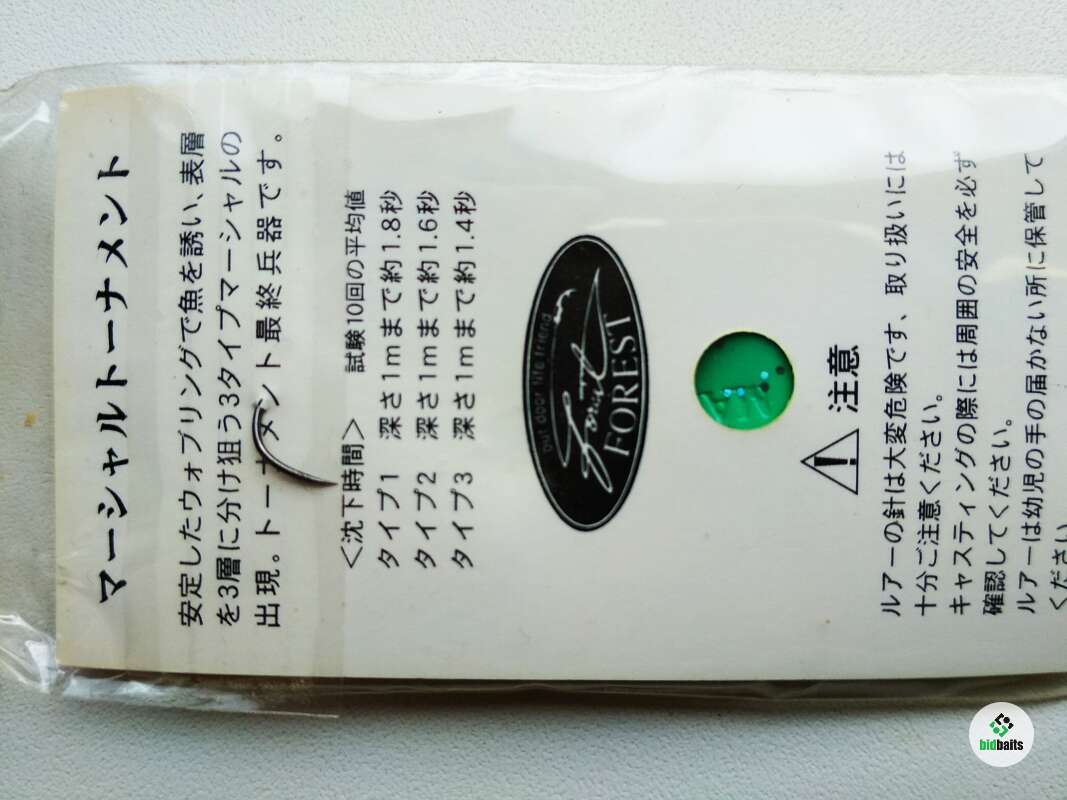 マーシャルトーナメント
安定したウォブリングで魚を誘い、表層
を3層に分け狙う3タイプマーシャルの
出現。トーナメント最終兵器です。
<沈下時間> 試験10回の平均値
タイプ1 深さ1mまで約1.8秒
タイプ2 深さ1mまで約1.6秒
タイプ3 深さ1mまで約1.4秒
out door life friend
forest
FOREST
注意
ルアーの針は大変危険です、取り扱いには
十分ご注意ください。
キャスティングの際には周囲の安全を必ず
確認してください。
ルアーは幼児の手の届かない所に保管して
ください
bidbaits